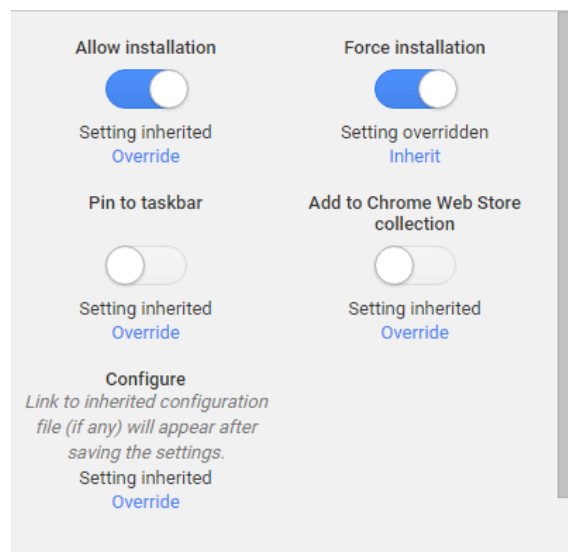 Allow installation
Setting inherited
Override
Force installation
Setting overridden
Inherit
Pin to taskbar
Setting inherited
Override
Add to Chrome Web Store
collection
Setting inherited
Override
Configure
Link to inherited configuration
file (if any) will appear after
saving the settings.
Setting inherited
Override